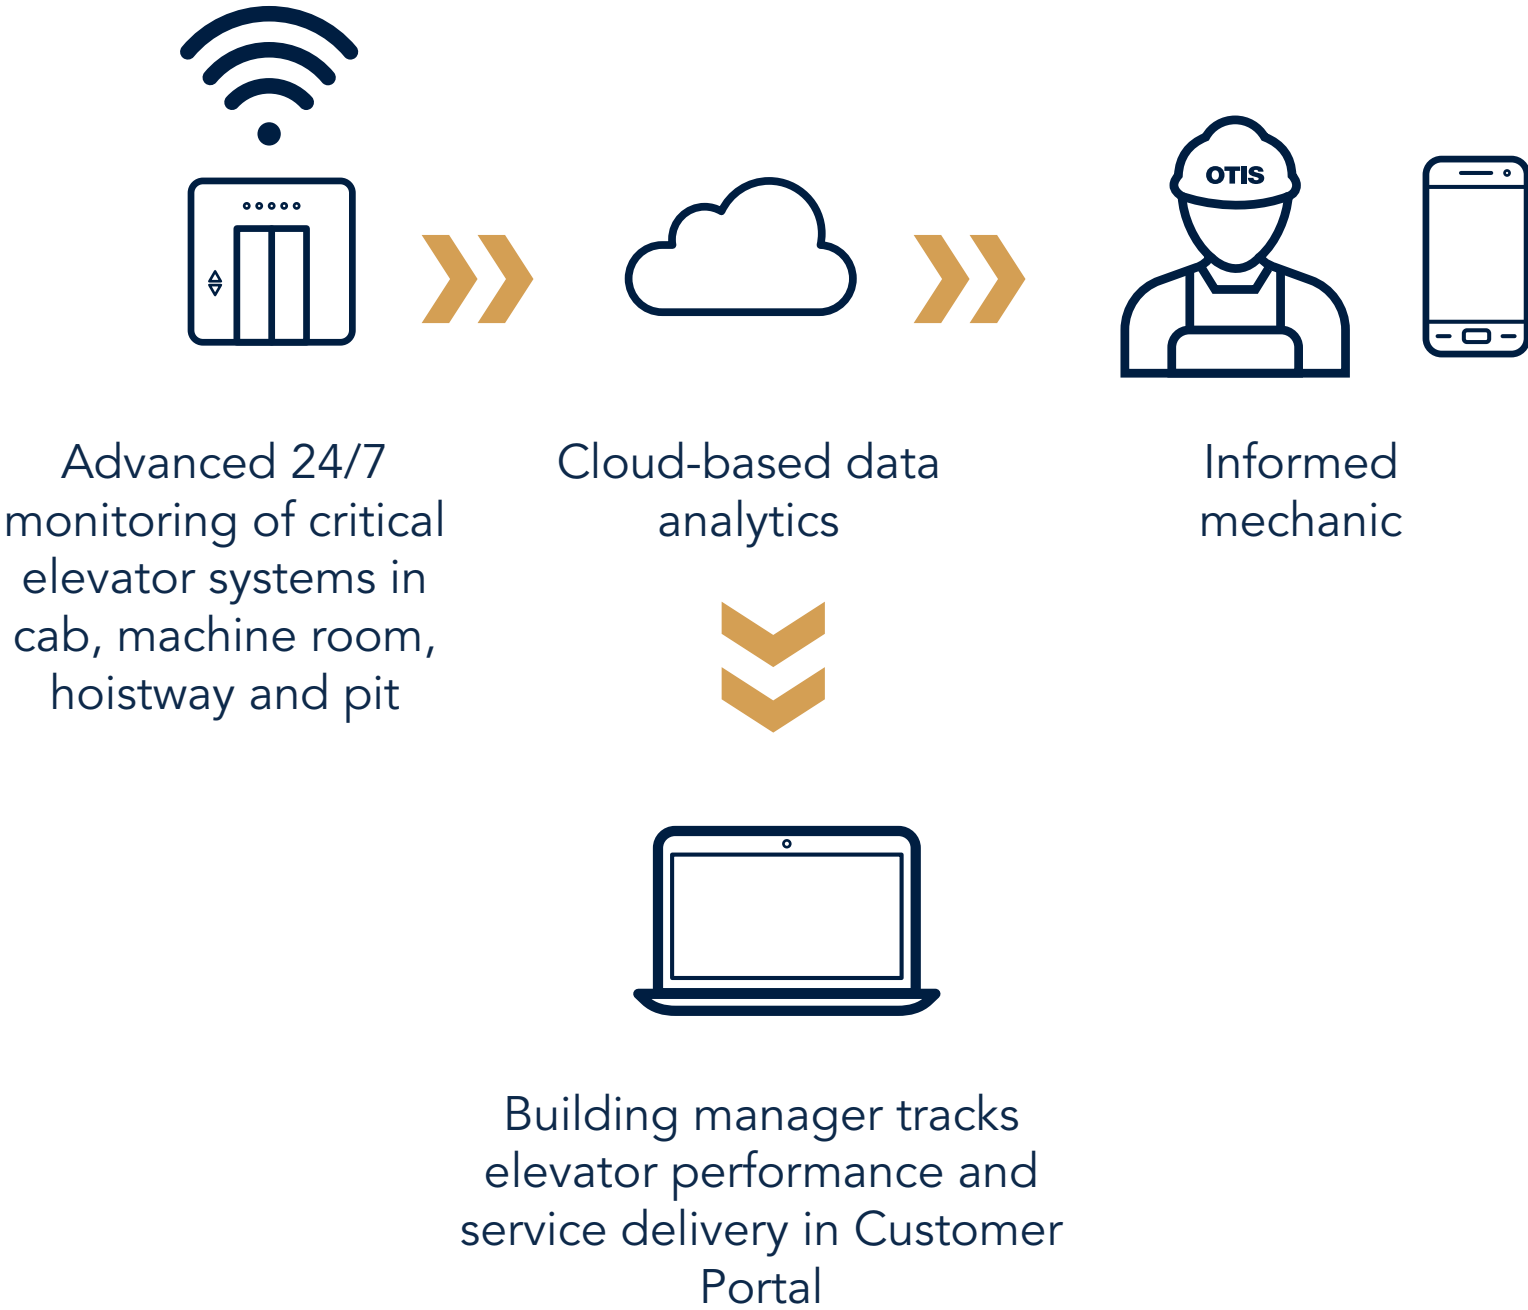 OTIS
Advanced 24/7
monitoring of critical
elevator systems in
cab, machine room,
hoistway and pit
Cloud-based data
analytics
Informed
mechanic
Building manager tracks
elevator performance and
service delivery in Customer
Portal